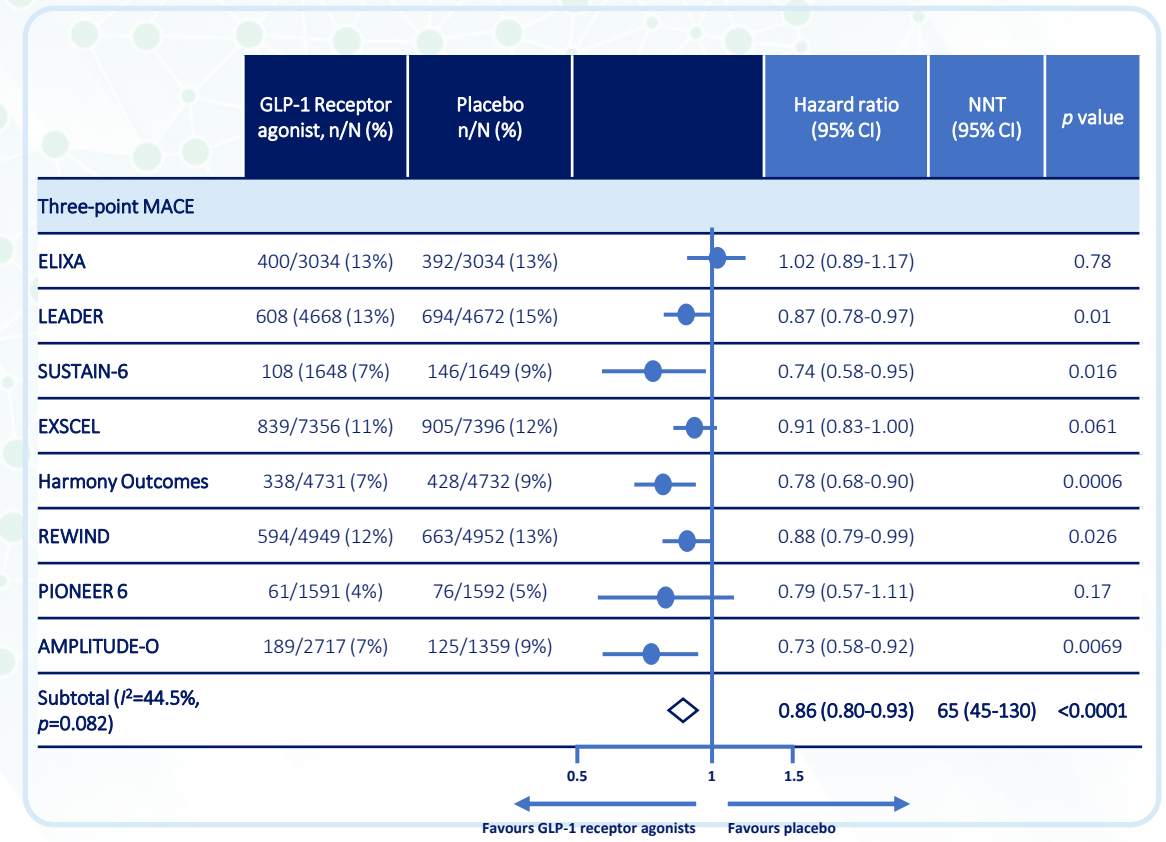 GLP-1 Receptor agonist, n/N (%) Placebo n/N (%) Hazard ratio (95% CI) NNT (95% CI) p value
Three-point MACE
ELIXA 400/3034 (13%) 392/3034 (13%) 1.02 (0.89-1.17) 0.78
LEADER 608 (4668 (13%) 694/4672 (15%) 0.87 (0.78-0.97) 0.01
SUSTAIN-6 108 (1648 (7%) 146/1649 (9%) 0.74 (0.58-0.95) 0.016
EXSCEL 839/7356 (11%) 905/7396 (12%) 0.91 (0.83-1.00) 0.061
Harmony Outcomes 338/4731 (7%) 428/4732 (9%) 0.78 (0.68-0.90) 0.0006
REWIND 594/4949 (12%) 663/4952 (13%) 0.88 (0.79-0.99) 0.026
PIONEER 6 61/1591 (4%) 76/1592 (5%) 0.79 (0.57-1.11) 0.17
AMPLITUDE-O 189/2717 (7%) 125/1359 (9%) 0.73 (0.58-0.92) 0.0069
Subtotal (I²=44.5%, p=0.082) 0.86 (0.80-0.93) 65 (45-130) <0.0001
0.5 1 1.5
Favours GLP-1 receptor agonists Favours placebo